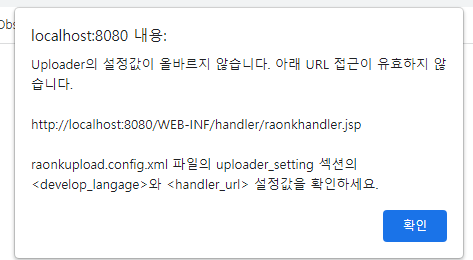 Obs
localhost:8080 내용:
Uploader의 설정값이 올바르지 않습니다. 아래 URL 접근이 유효하지 않
습니다.
http://localhost:8080/WEB-INF/handler/raonkhandler.jsp
raonkupload.config.xml 파일의 uploader_setting 섹션의
<develop_langage>와 <handler_url> 설정값을 확인하세요.
확인